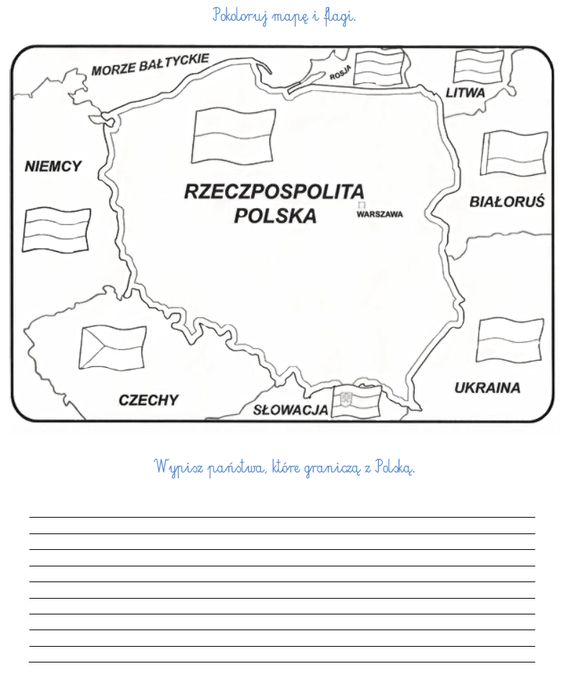 Pokoloruj mapę i flagi.
MORZE BAŁTYCKIE
ROSJA
LITWA
NIEMCY
BIAŁORUŚ
RZECZPOSPOLITA
POLSKA
WARSZAWA
UKRAINA
CZECHY
SŁOWACJA
Wypisz państwa, które graniczą z Polską.